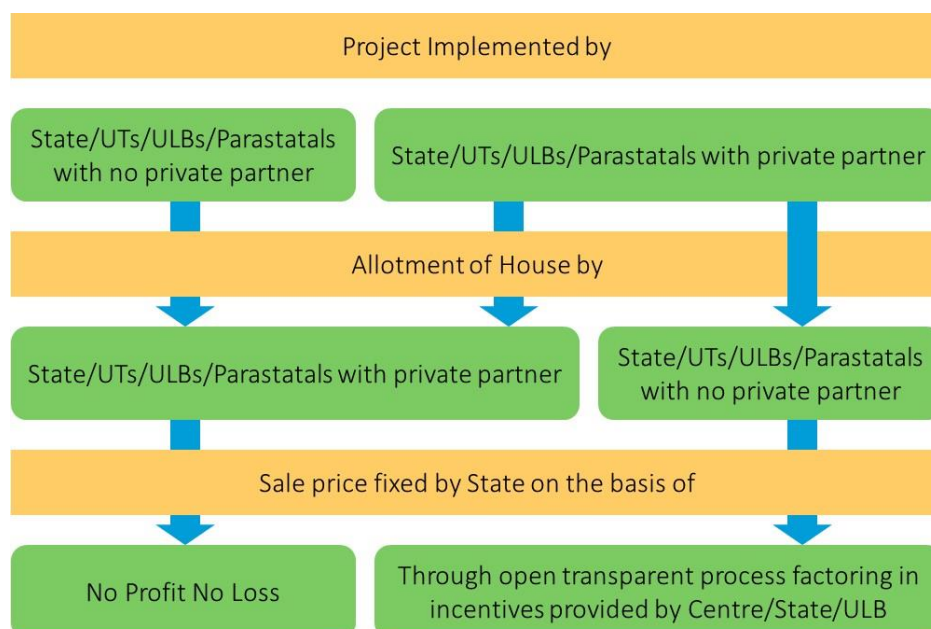 Project Implemented by
State/UTs/ULBs/Parastatals
with no private partner
State/UTs/ULBs/Parastatals with private partner
Allotment of House by
State/UTs/ULBs/Parastatals with private partner
State/UTs/ULBs/Parastatals
with no private partner
Sale price fixed by State on the basis of
No Profit No Loss
Through open transparent process factoring in
incentives provided by Centre/State/ULB